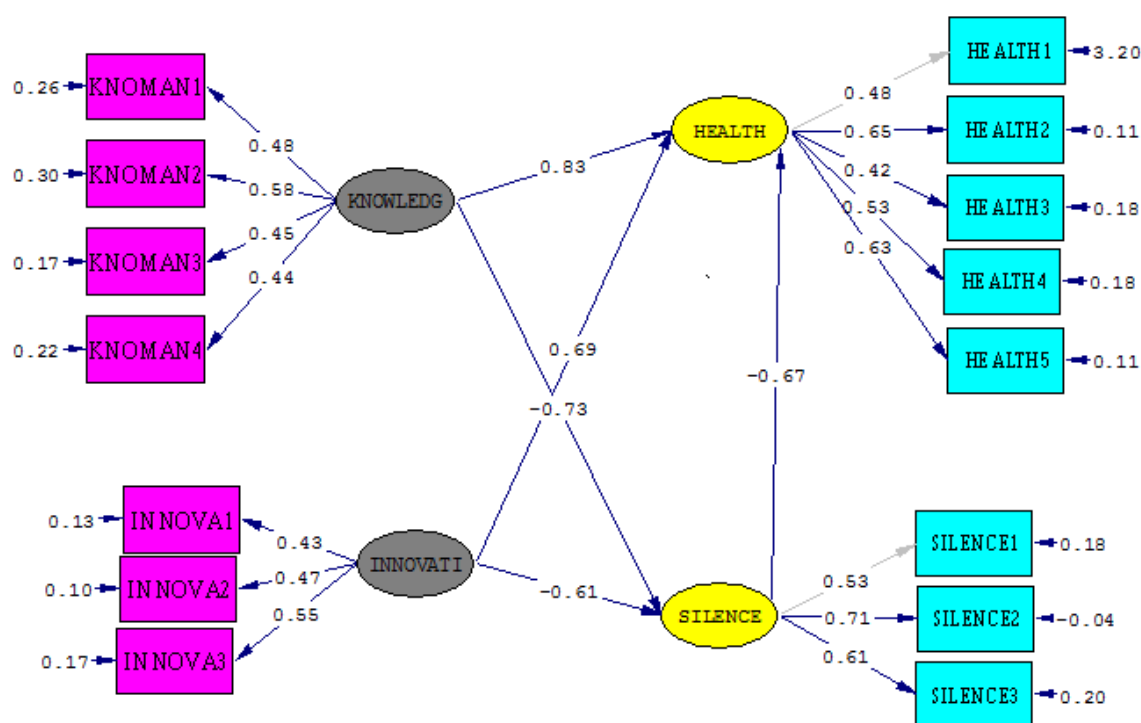 0.26 KNOMAN1
0.30 KNOMAN2
0.17 KNOMAN3
0.22 KNOMAN4
0.48
0.58
0.45
0.44
KNOWLEDG
0.13 INNOVA1
0.10 INNOVA2
0.17 INNOVA3
0.43
0.47
0.55
INNOVATI
0.83
0.69
-0.73
-0.61
-0.67
HEALTH
0.48
0.65
0.42
0.53
0.63
HEALTH1 3.20
HEALTH2 0.11
HEALTH3 0.18
HEALTH4 0.18
HEALTH5 0.11
SILENCE
0.53
0.71
0.61
SILENCE1 0.18
SILENCE2 -0.04
SILENCE3 0.20